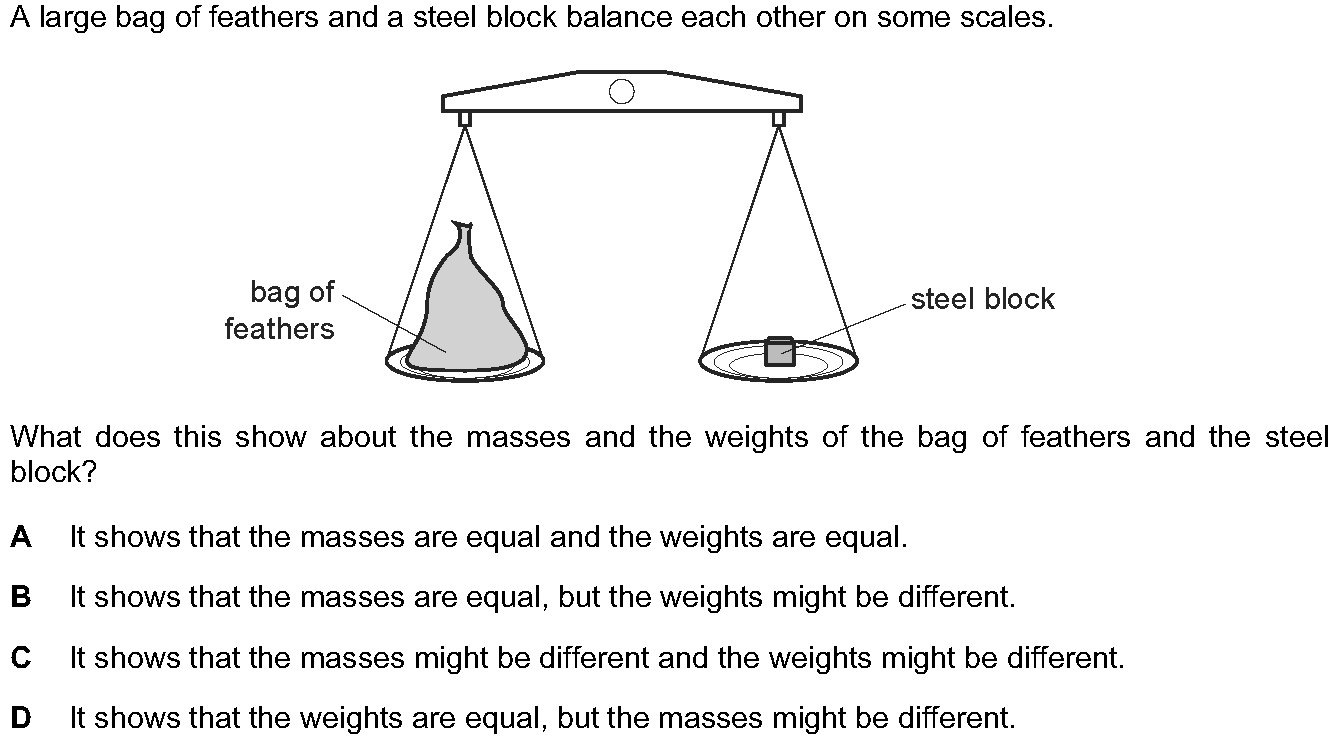 A large bag of feathers and a steel block balance each other on some scales.
bag of
feathers
steel block
What does this show about the masses and the weights of the bag of feathers and the steel
block?
A It shows that the masses are equal and the weights are equal.
B It shows that the masses are equal, but the weights might be different.
C It shows that the masses might be different and the weights might be different.
D It shows that the weights are equal, but the masses might be different.